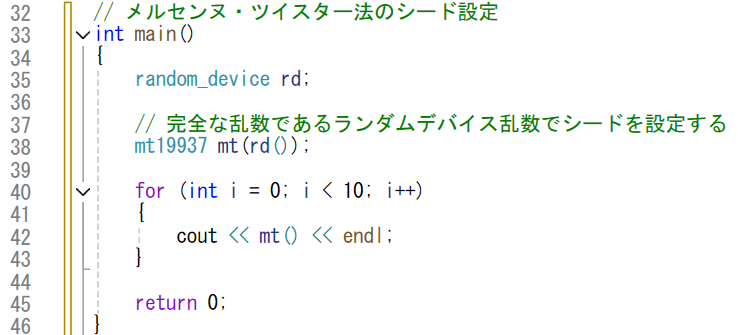 32 // メルセンヌ・ツイスター法のシード設定
33 int main()
34 {
35     random_device rd;
36
37     // 完全な乱数であるランダムデバイス乱数でシードを設定する
38     mt19937 mt(rd());
39
40     for (int i = 0; i < 10; i++)
41     {
42         cout << mt() << endl;
43     }
44
45     return 0;
46 }